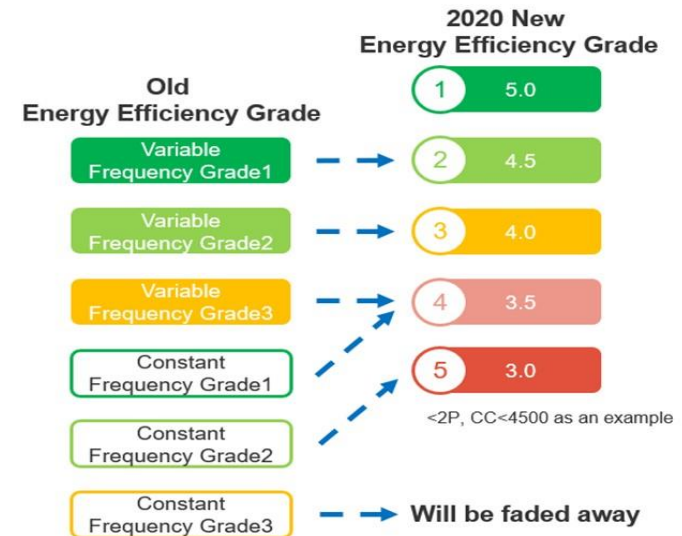 2020 New
Energy Efficiency Grade
Old
Energy Efficiency Grade
1 5.0
Variable
Frequency Grade1
2 4.5
Variable
Frequency Grade2
3 4.0
Variable
Frequency Grade3
4 3.5
Constant
Frequency Grade1
5 3.0
<2P, CC<4500 as an example
Constant
Frequency Grade2
Constant
Frequency Grade3
Will be faded away